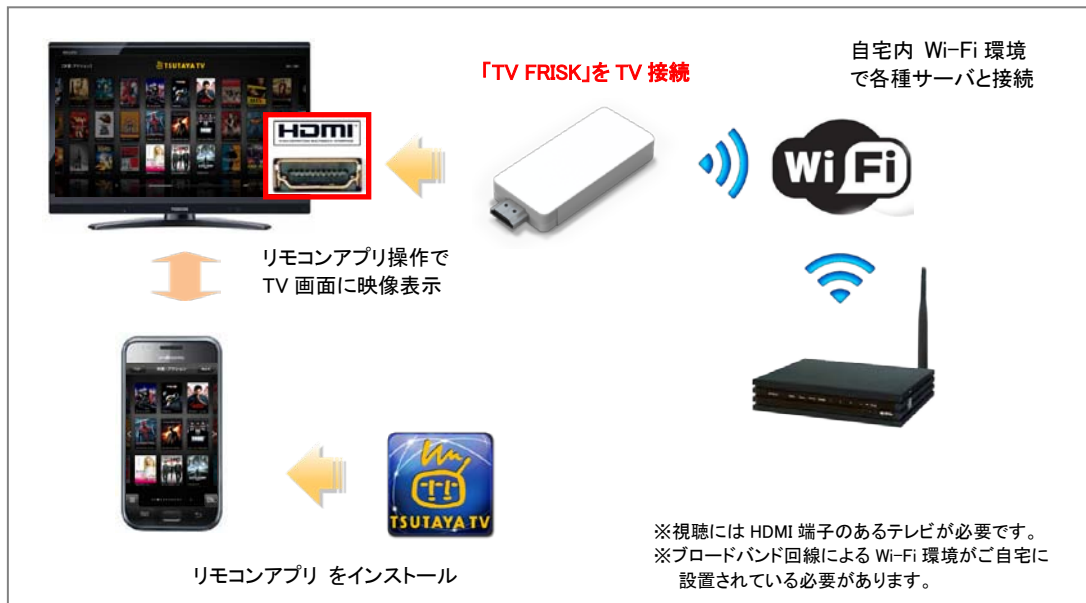 TSUTAYA TV
「TV FRISK」を TV 接続
自宅内 Wi-Fi 環境
で各種サーバと接続
HDMI
Wi Fi
リモコンアプリ操作で
TV 画面に映像表示
TSUTAYA TV
リモコンアプリ をインストール
※視聴には HDMI 端子のあるテレビが必要です。
※ブロードバンド回線による Wi-Fi 環境がご自宅に
設置されている必要があります。